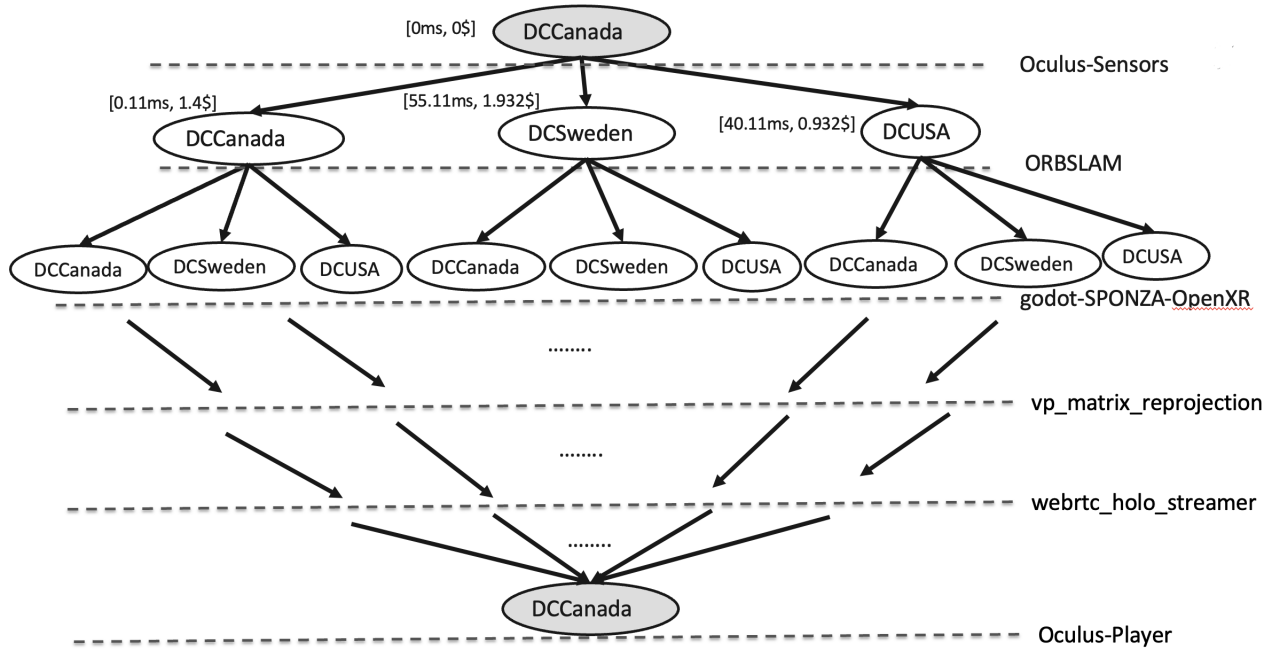 [0ms, 0$]
DCCanada
Oculus-Sensors
[0.11ms, 1.4$]
[55.11ms, 1.932$]
[40.11ms, 0.932$]
DCCanada
DCSweden
DCUSA
ORBSLAM
DCCanada
DCSweden
DCUSA
DCCanada
DCSweden
DCUSA
DCCanada
DCSweden
DCUSA
godot-SPONZA-OpenXR
........
vp_matrix_reprojection
........
webrtc_holo_streamer
........
DCCanada
Oculus-Player